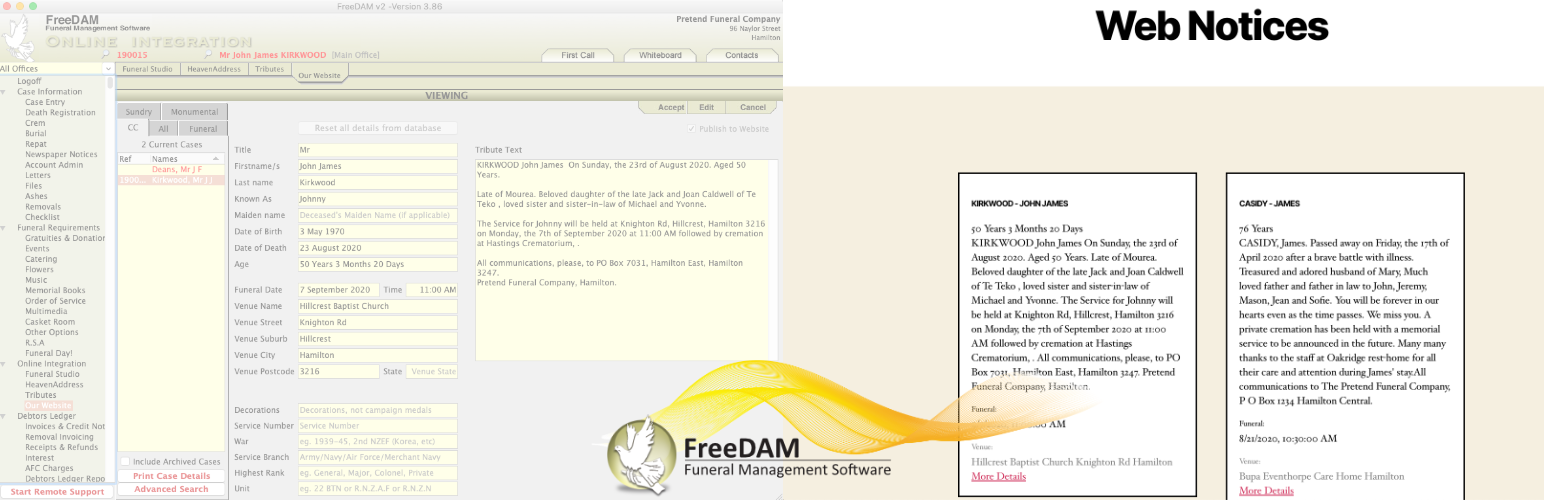 FreeDAM v2 -Version 3.86
FreeDAM
Funeral Management Software
ONLINE INTEGRATION
Pretend Funeral Company
96 Naylor Street
Hamilton
190015
Mr John James KIRKWOOD [Main Office]
First Call
Whiteboard
Contacts
All Offices
Funeral Studio
HeavenAddress
Tributes
Our Website
VIEWING
Logoff
Case Information
Case Entry
Death Registration
Crem
Burial
Repat
Newspaper Notices
Account Admin
Letters
Files
Ashes
Removals
Checklist
Funeral Requirements
Gratuities & Donation
Events
Catering
Flowers
Music
Memorial Books
Order of Service
Multimedia
Casket Room
Other Options
R.S.A
Funeral Day!
Online Integration
Funeral Studio
HeavenAddress
Tributes
Our Website
Debtors Ledger
Invoices & Credit Not
Removal Invoicing
Receipts & Refunds
Interest
AFC Charges
Debtors Ledger Repo
Start Remote Support
Sundry
Monumental
CC
All
Funeral
2 Current Cases
Ref
Names
Deans, Mr J F
1900... Kirkwood, Mr J J
Include Archived Cases
Print Case Details
Advanced Search
Accept
Edit
Cancel
Reset all details from database
Publish to Website
Title
Mr
Firstname/s
John James
Last name
Kirkwood
Known As
Johnny
Maiden name
Deceased's Maiden Name (if applicable)
Date of Birth
3 May 1970
Date of Death
23 August 2020
Age
50 Years 3 Months 20 Days
Funeral Date
7 September 2020
Time
11:00 AM
Venue Name
Hillcrest Baptist Church
Venue Street
Knighton Rd
Venue Suburb
Hillcrest
Venue City
Hamilton
Venue Postcode
3216
State
Venue State
Decorations
Decorations, not campaign medals
Service Number
Service Number
War
eg. 1939-45, 2nd NZEF (Korea, etc)
Service Branch
Army/Navy/Air Force/Merchant Navy
Highest Rank
eg. General, Major, Colonel, Private
Unit
eg. 22 BTN or R.N.Z.A.F or R.N.Z.N
Tribute Text
KIRKWOOD John James On Sunday, the 23rd of August 2020. Aged 50
Years.
Late of Mourea. Beloved daughter of the late Jack and Joan Caldwell of Te
Teko , loved sister and sister-in-law of Michael and Yvonne.
The Service for Johnny will be held at Knighton Rd, Hillcrest, Hamilton 3216
on Monday, the 7th of September 2020 at 11:00 AM followed by cremation
at Hastings Crematorium, .
All communications, please, to PO Box 7031, Hamilton East, Hamilton
3247.
Pretend Funeral Company, Hamilton.
FreeDAM
Funeral Management Software
Web Notices
KIRKWOOD - JOHN JAMES
50 Years 3 Months 20 Days
KIRKWOOD John James On Sunday, the 23rd of
August 2020. Aged 50 Years. Late of Mourea.
Beloved daughter of the late Jack and Joan Caldwell
of Te Teko , loved sister and sister-in-law of
Michael and Yvonne. The Service for Johnny will
be held at Knighton Rd, Hillcrest, Hamilton 3216
on Monday, the 7th of September 2020 at 11:00
AM followed by cremation at Hastings
Crematorium, . All communications, please, to PO
Box 7031, Hamilton East, Hamilton 3247. Pretend
Funeral Company, Hamilton.
Funeral:
AM
Venue:
Hillcrest Baptist Church Knighton Rd Hamilton
More Details
CASIDY - JAMES
76 Years
CASIDY, James. Passed away on Friday, the 17th of
April 2020 after a brave battle with illness.
Treasured and adored husband of Mary, Much
loved father and father in law to John, Jeremy,
Mason, Jean and Sofie. You will be forever in our
hearts even as the time passes. We miss you. A
private cremation has been held with a memorial
service to be announced in the future. Many many
thanks to the staff at Oakridge rest-home for all
their care and attention during James' stay.All
communications to The Pretend Funeral Company,
P O Box 1234 Hamilton Central.
Funeral:
8/21/2020, 10:30:00 AM
Venue:
Bupa Eventhorpe Care Home Hamilton
More Details